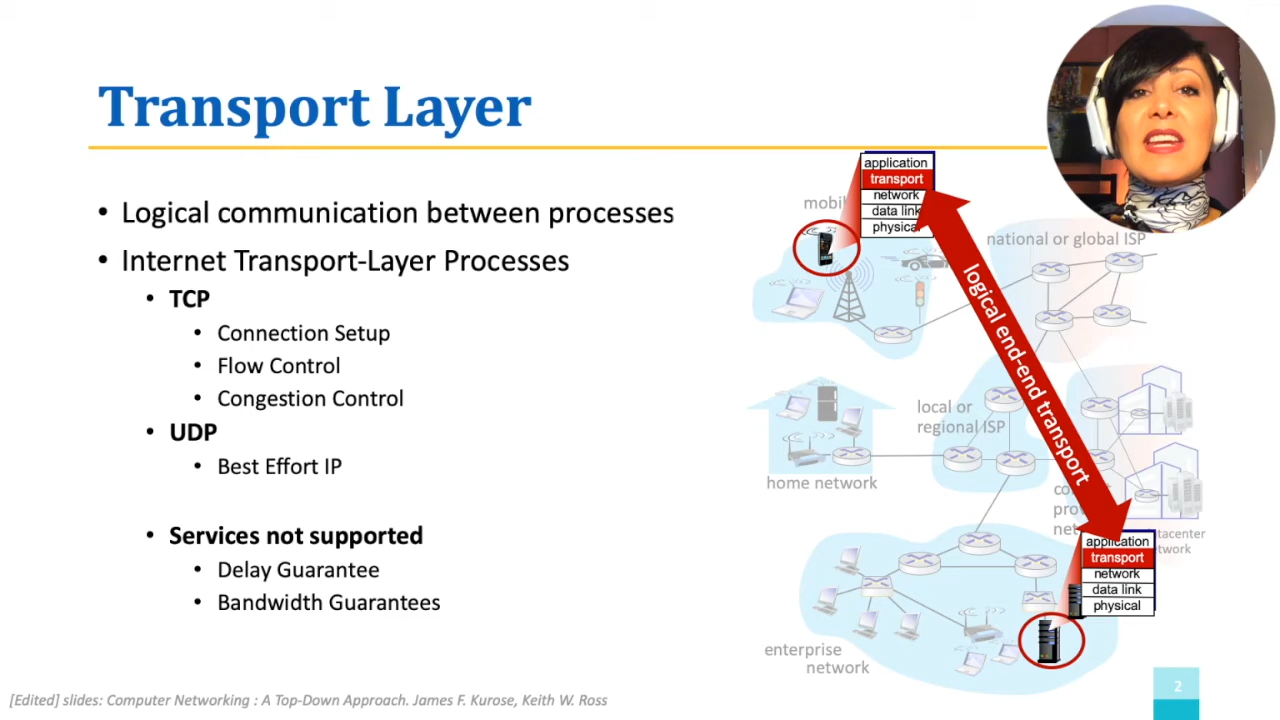 Transport Layer
Logical communication between processes
Internet Transport-Layer Processes
TCP
Connection Setup
Flow Control
Congestion Control
UDP
Best Effort IP
Services not supported
Delay Guarantee
Bandwidth Guarantees
application
transport
network
data link
physical
national or global ISP
logical end-end transport
local or
regional ISP
home network
application
transport
network
data link
physical
enterprise
network
network
[Edited] slides: Computer Networking : A Top-Down Approach. James F. Kurose, Keith W. Ross
2